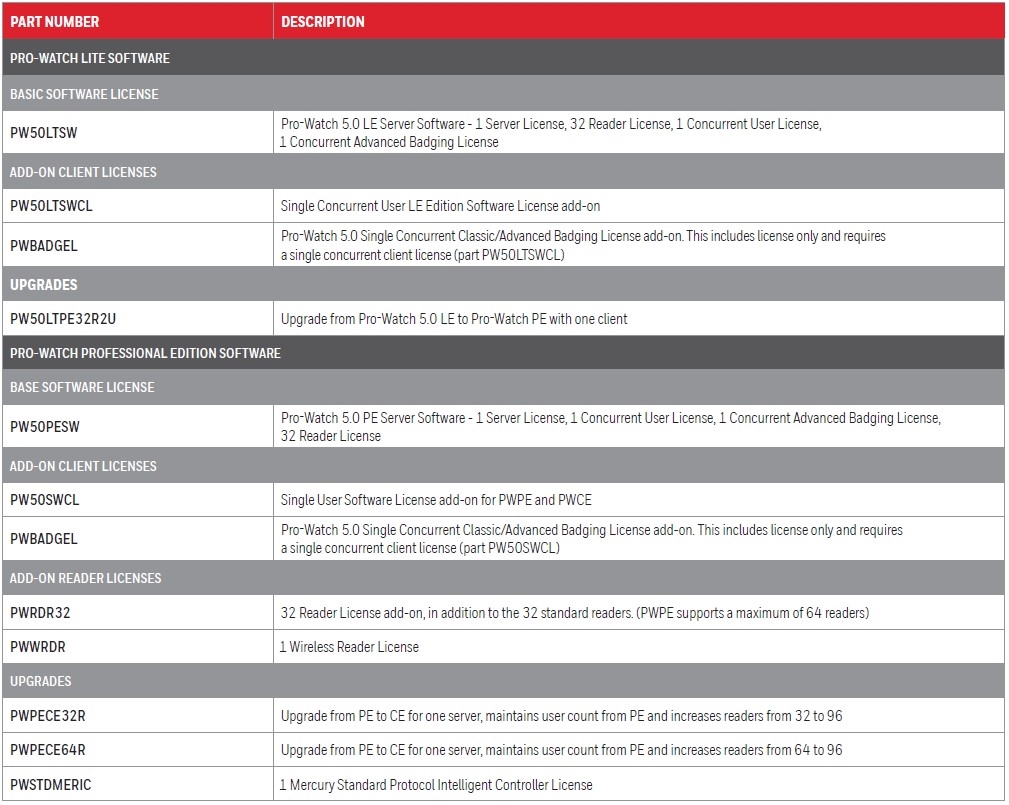 PART NUMBER DESCRIPTION
PRO-WATCH LITE SOFTWARE
BASIC SOFTWARE LICENSE
PW50LTSW Pro-Watch 5.0 LE Server Software - 1 Server License, 32 Reader License, 1 Concurrent User License,
1 Concurrent Advanced Badging License
ADD-ON CLIENT LICENSES
PW50LTSWCL Single Concurrent User LE Edition Software License add-on
PWBADGEL Pro-Watch 5.0 Single Concurrent Classic/Advanced Badging License add-on. This includes license only and requires
a single concurrent client license (part PW50LTSWCL)
UPGRADES
PW50LTPE32R2U Upgrade from Pro-Watch 5.0 LE to Pro-Watch PE with one client
PRO-WATCH PROFESSIONAL EDITION SOFTWARE
BASE SOFTWARE LICENSE
PW50PESW Pro-Watch 5.0 PE Server Software - 1 Server License, 1 Concurrent User License, 1 Concurrent Advanced Badging License,
32 Reader License
ADD-ON CLIENT LICENSES
PW50SWCL Single User Software License add-on for PWPE and PWCE
PWBADGEL Pro-Watch 5.0 Single Concurrent Classic/Advanced Badging License add-on. This includes license only and requires
a single concurrent client license (part PW50SWCL)
ADD-ON READER LICENSES
PWRDR32 32 Reader License add-on, in addition to the 32 standard readers. (PWPE supports a maximum of 64 readers)
PWWRDR 1 Wireless Reader License
UPGRADES
PWPECE32R Upgrade from PE to CE for one server, maintains user count from PE and increases readers from 32 to 96
PWPECE64R Upgrade from PE to CE for one server, maintains user count from PE and increases readers from 64 to 96
PWSTDMERIC 1 Mercury Standard Protocol Intelligent Controller License